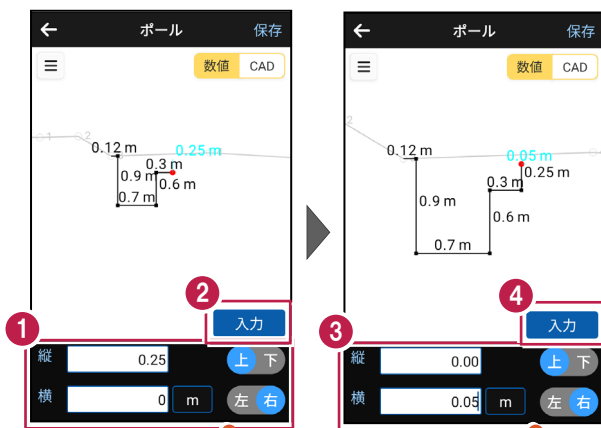 ポール 保存
数値 CAD
1 2
0.12 m 0.25 m
0.3 m
0.9 m 0.6 m
0.7 m
2
入力
1
縦 0.25 上 下
横 0 m 左 右
ポール 保存
数値 CAD
2
0.12 m 0.05 m
0.25 m
0.3 m
0.9 m
0.6 m
0.7 m
4
入力
3
縦 0.00 上 下
横 0.05 m 左 右